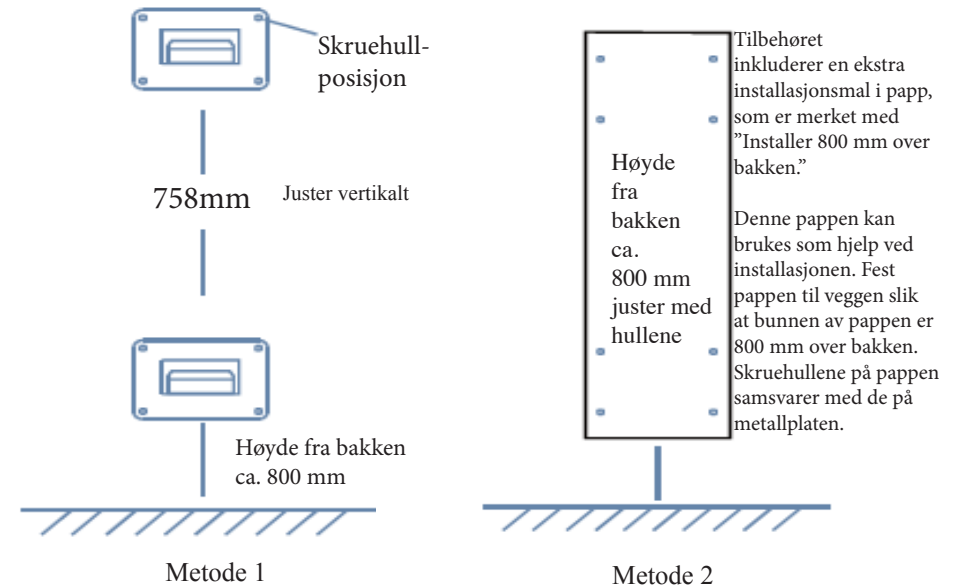 Skruehull-
posisjon
758mm
Juster vertikalt
Høyde fra bakken
ca. 800 mm
Metode 1
Høyde
fra
bakken
ca.
800 mm
juster med
hullene
Tilbehøret
inkluderer en ekstra
installasjonsmal i papp,
som er merket med
”Installer 800 mm over
bakken.”
Denne pappen kan
brukes som hjelp ved
installasjonen. Fest
pappen til veggen slik
at bunnen av pappen er
800 mm over bakken.
Skruehullene på pappen
samsvarer med de på
metallplaten.
Metode 2